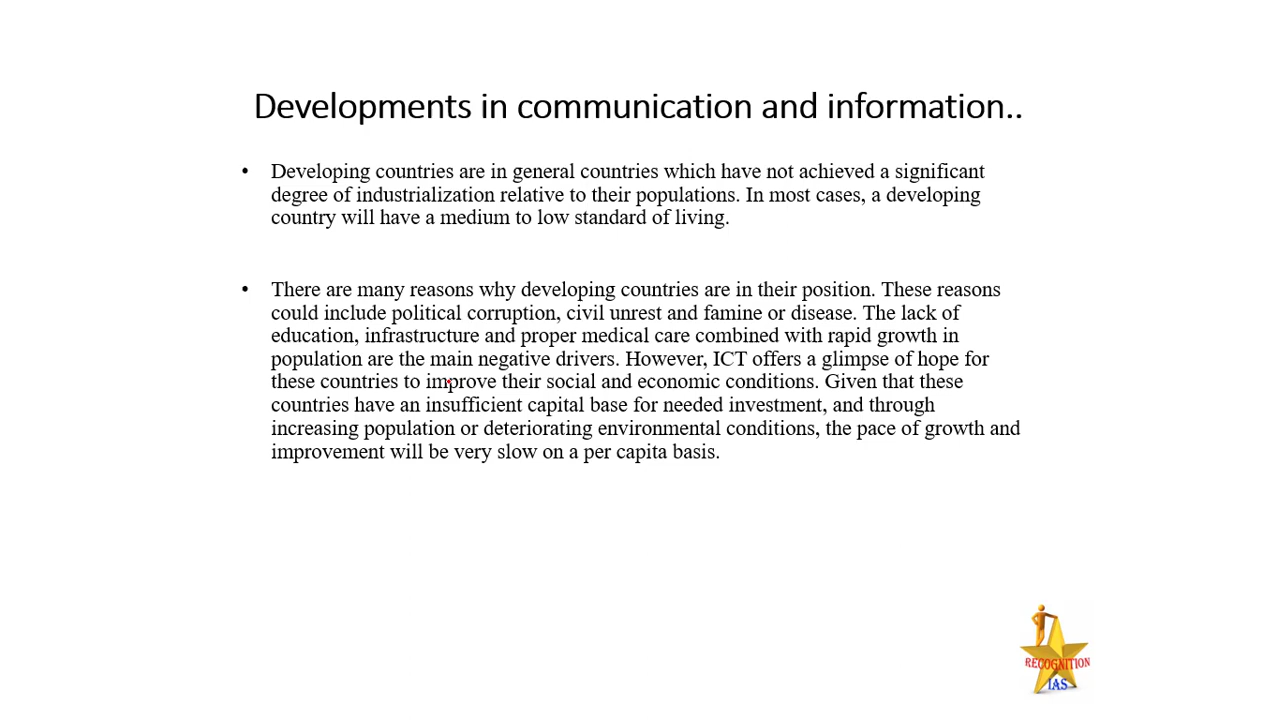 Developments in communication and information..
• Developing countries are in general countries which have not achieved a significant
degree of industrialization relative to their populations. In most cases, a developing
country will have a medium to low standard of living.
• There are many reasons why developing countries are in their position. These reasons
could include political corruption, civil unrest and famine or disease. The lack of
education, infrastructure and proper medical care combined with rapid growth in
population are the main negative drivers. However, ICT offers a glimpse of hope for
these countries to improve their social and economic conditions. Given that these
countries have an insufficient capital base for needed investment, and through
increasing population or deteriorating environmental conditions, the pace of growth and
improvement will be very slow on a per capita basis.
RECOGNITION
IAS